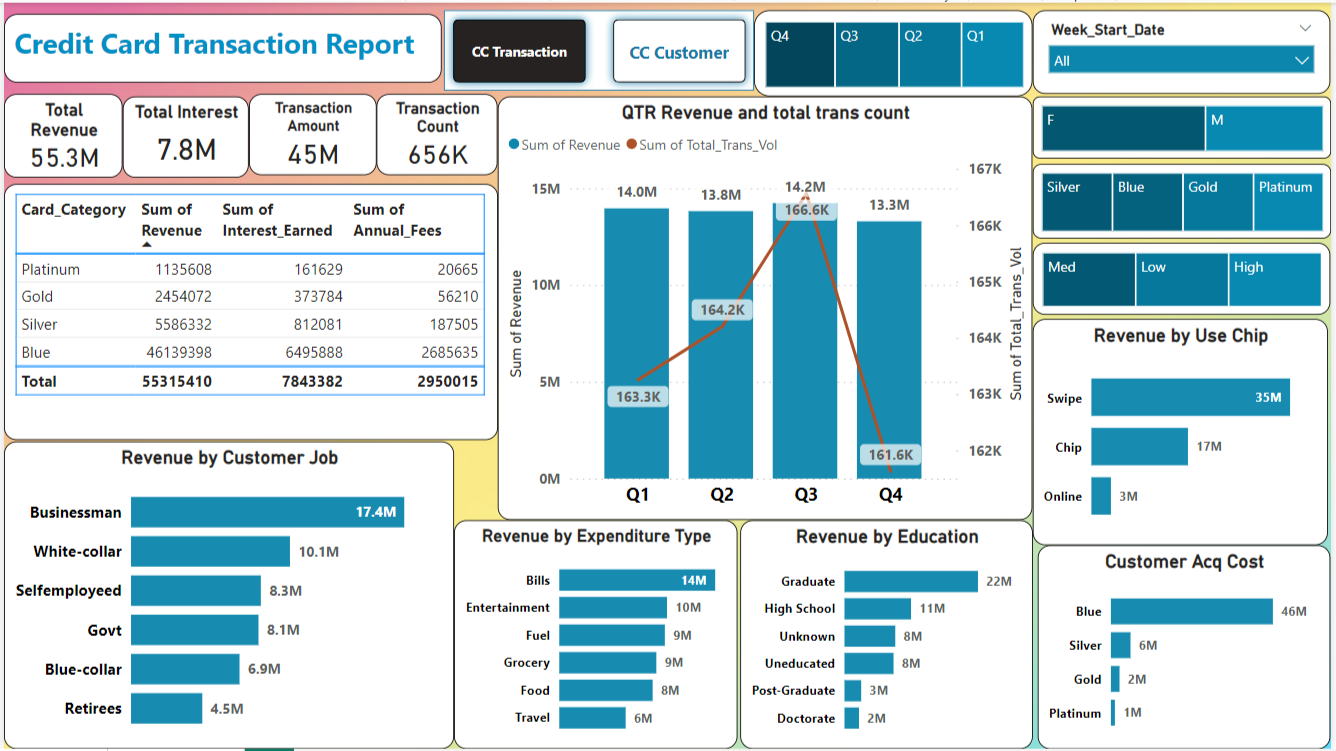 Credit Card Transaction Report
CC Transaction
CC Customer
Q4 Q3 Q2 Q1
Week_Start_Date
All
Total
Revenue
55.3M
Total Interest
7.8M
Transaction
Amount
45M
Transaction
Count
656K
F M
Silver Blue Gold Platinum
Med Low High
Card_Category Sum of Revenue Sum of Interest_Earned Sum of Annual_Fees
Platinum 1135608 161629 20665
Gold 2454072 373784 56210
Silver 5586332 812081 187505
Blue 46139398 6495888 2685635
Total 55315410 7843382 2950015
QTR Revenue and total trans count
Sum of Revenue Sum of Total_Trans_Vol
Sum of Revenue
15M
10M
5M
0M
14.0M 13.8M 14.2M 13.3M
163.3K 164.2K 166.6K 161.6K
Q1 Q2 Q3 Q4
167K
166K
165K
164K
163K
162K
Sum of Total_Trans_Vol
Revenue by Use Chip
Swipe 35M
Chip 17M
Online 3M
Revenue by Customer Job
Businessman 17.4M
White-collar 10.1M
Selfemployeed 8.3M
Govt 8.1M
Blue-collar 6.9M
Retirees 4.5M
Revenue by Expenditure Type
Bills 14M
Entertainment 10M
Fuel 9M
Grocery 9M
Food 8M
Travel 6M
Revenue by Education
Graduate 22M
High School 11M
Unknown 8M
Uneducated 8M
Post-Graduate 3M
Doctorate 2M
Customer Acq Cost
Blue 46M
Silver 6M
Gold 2M
Platinum 1M